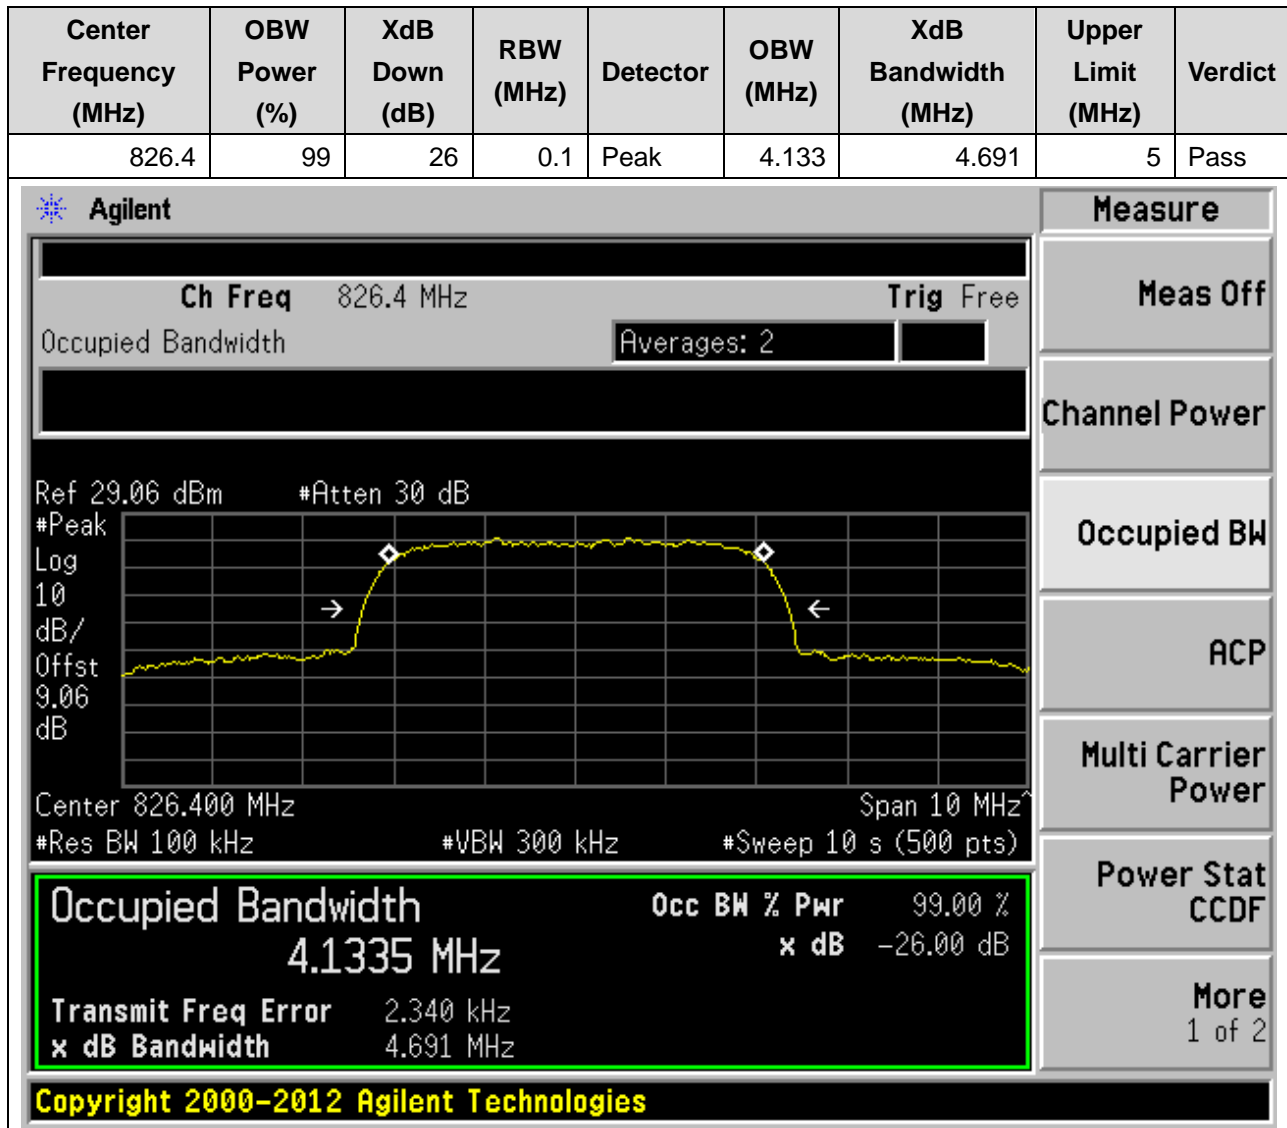 Center Frequency (MHz) OBW Power (%) XdB Down (dB) RBW (MHz) Detector OBW (MHz) XdB Bandwidth (MHz) Upper Limit (MHz) Verdict
826.4 99 26 0.1 Peak 4.133 4.691 5 Pass
Agilent
Measure
Ch Freq 826.4 MHz Trig Free
Meas Off
Occupied Bandwidth Averages: 2
Channel Power
Ref 29.06 dBm #Atten 30 dB
#Peak
Log
10
dB/
Offst
9.06
dB
Occupied BW
ACP
Multi Carrier
Power
Center 826.400 MHz Span 10 MHz^
#Res BW 100 kHz #VBW 300 kHz #Sweep 10 s (500 pts)
Power Stat
CCDF
Occupied Bandwidth Occ BW % Pwr 99.00 %
4.1335 MHz x dB -26.00 dB
Transmit Freq Error 2.340 kHz
x dB Bandwidth 4.691 MHz
More
1 of 2
Copyright 2000-2012 Agilent Technologies